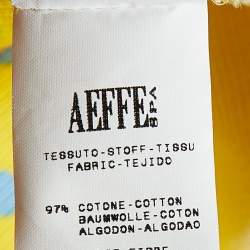 AEFFE SPA
TESSUTO-STOFF-TISSU
FABRIC-TEJIDO
97% COTONE-COTTON
BAUMWOLLE-COTON
ALGODON-ALGODAO